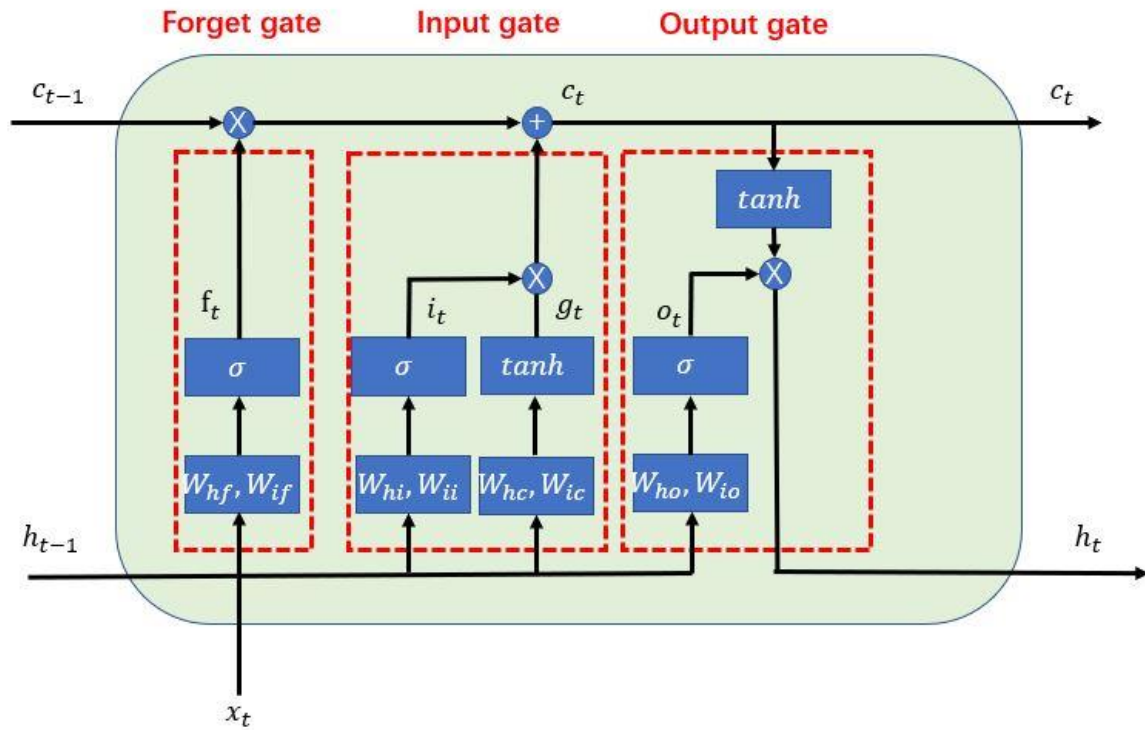 Forget gate Input gate Output gate
c_{t-1} c_t c_t
X +
tanh
X X
f_t i_t g_t o_t
σ σ tanh σ
W_{hf}, W_{if} W_{hi}, W_{ii} W_{hc}, W_{ic} W_{ho}, W_{io}
h_{t-1} h_t
x_t